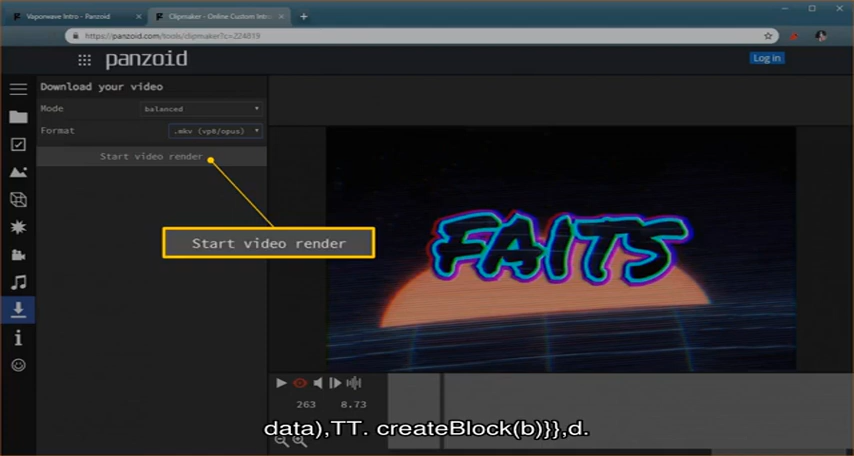 Vaporwave Intro - Panzoid
Clipmaker - Online Custom Intro
https://panzoid.com/tools/clipmaker?c=224819
panzoid
Log in
Download your video
Mode
balanced
Format
.mkv (vp8/opus)
Start video render
Start video render
FAITS
263 8.73
data),TT. createBlock(b)}},d.